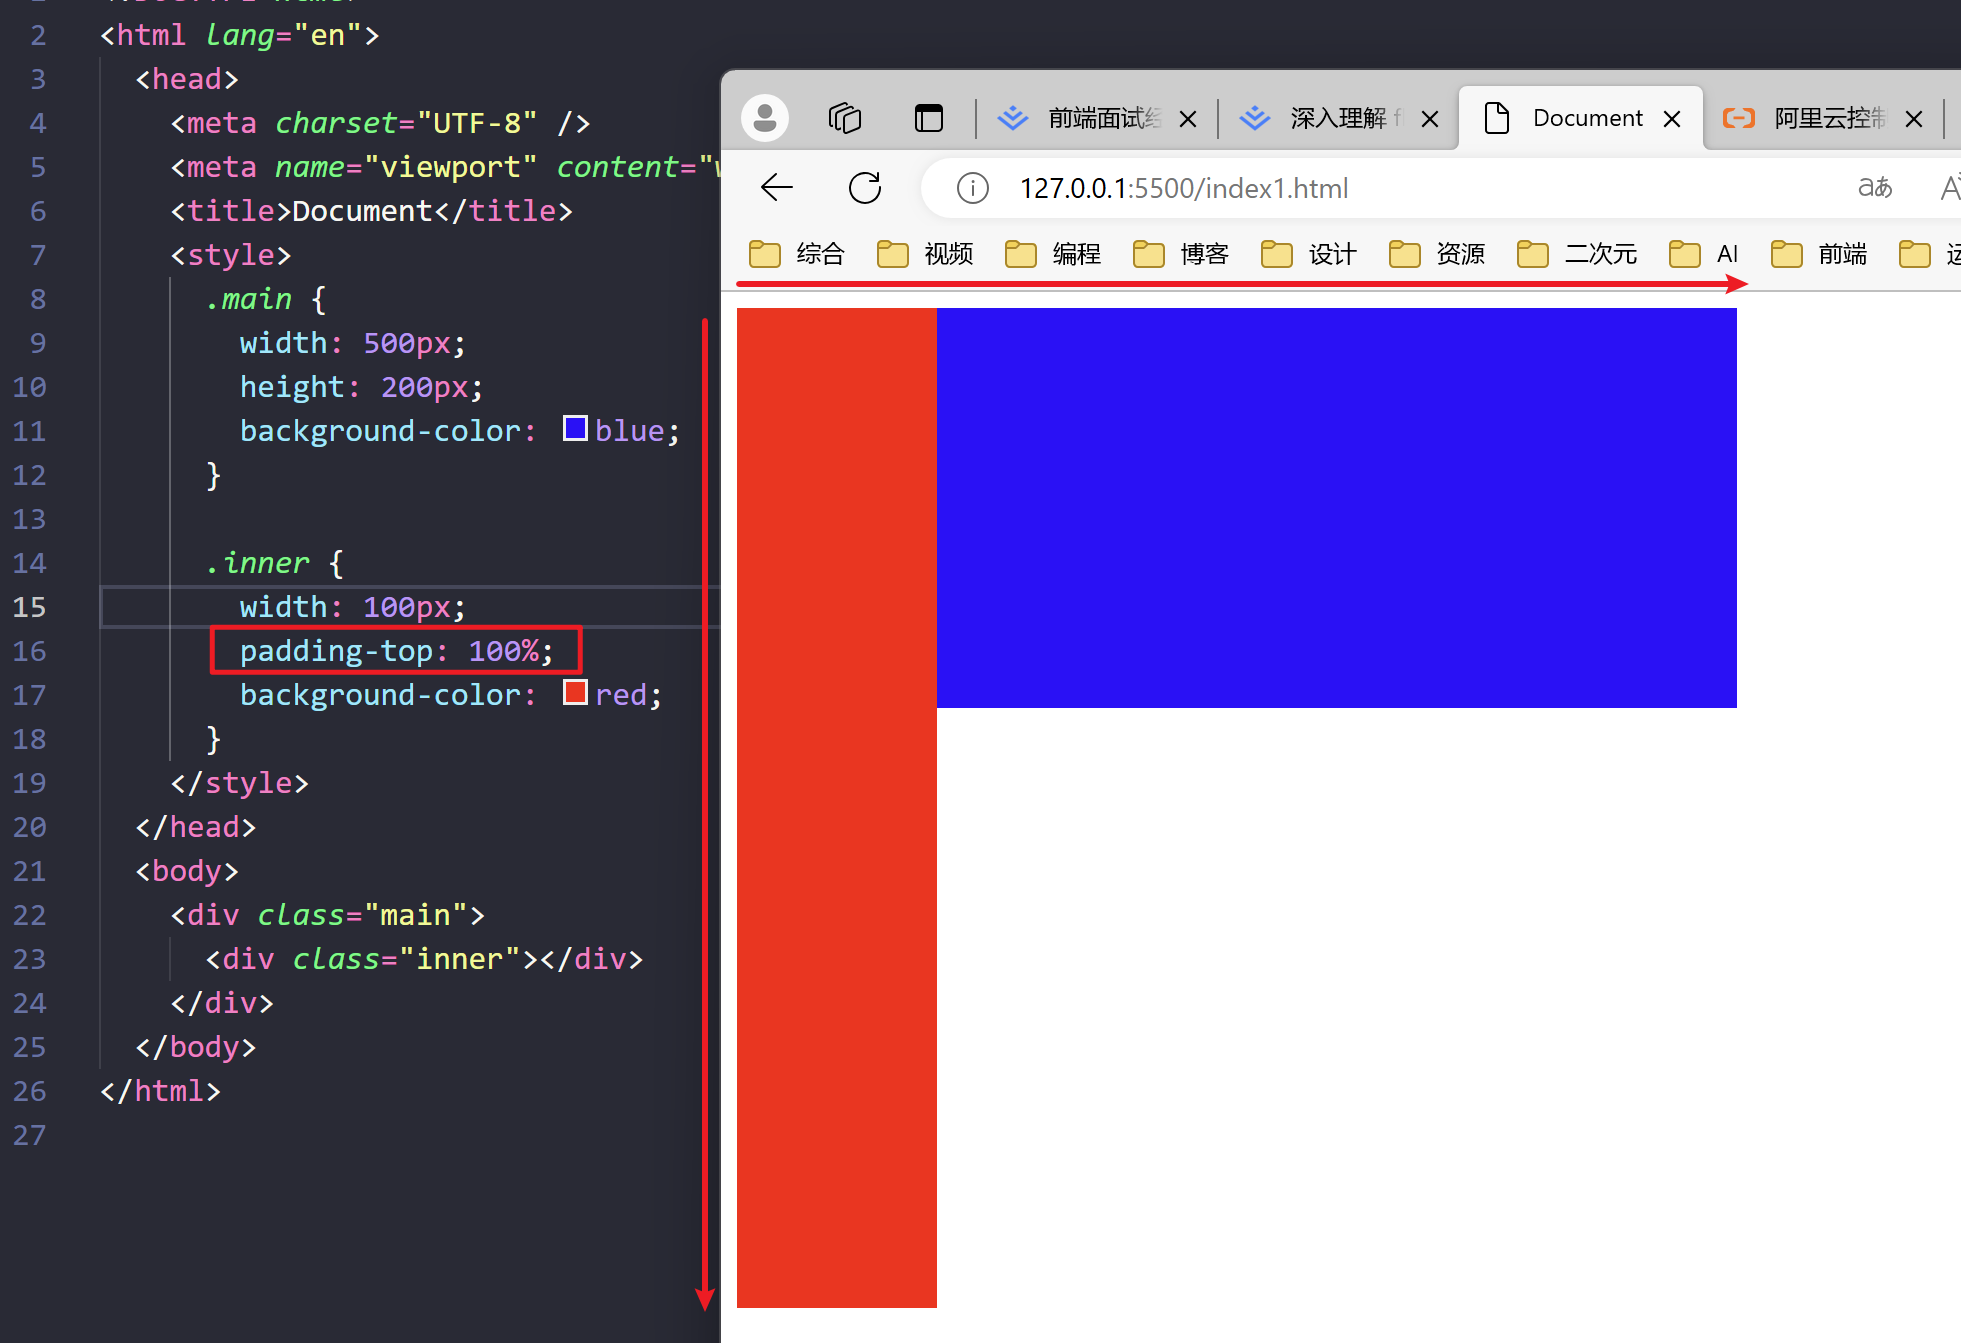 2 <html lang="en">
3 <head>
4 <meta charset="UTF-8" />
5 <meta name="viewport" content="
6 <title>Document</title>
7 <style>
8 .main {
9 width: 500px;
10 height: 200px;
11 background-color: blue;
12 }
13
14 .inner {
15 width: 100px;
16 padding-top: 100%;
17 background-color: red;
18 }
19 </style>
20 </head>
21 <body>
22 <div class="main">
23 <div class="inner"></div>
24 </div>
25 </body>
26 </html>
27
前端面试 深入理解 Document 阿里云控制
127.0.0.1:5500/index1.html aあ A
综合 视频 编程 博客 设计 资源 二次元 AI 前端